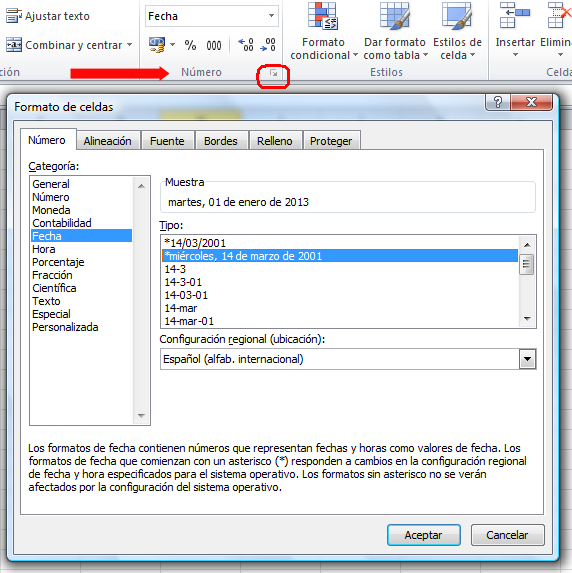 Ajustar texto
Fecha
Combinar y centrar
% 000
,00 ,00
Formato condicional
Dar formato como tabla
Estilos de celda
Insertar
Elimin
ción
Número
Estilos
Celda
Formato de celdas
Número
Alineación
Fuente
Bordes
Relleno
Proteger
Categoría:
General
Número
Moneda
Contabilidad
Fecha
Hora
Porcentaje
Fracción
Científica
Texto
Especial
Personalizada
Muestra
martes, 01 de enero de 2013
Tipo:
*14/03/2001
*miércoles, 14 de marzo de 2001
14-3
14-3-01
14-03-01
14-mar
14-mar-01
Configuración regional (ubicación):
Español (alfab. internacional)
Los formatos de fecha contienen números que representan fechas y horas como valores de fecha. Los
formatos de fecha que comienzan con un asterisco (*) responden a cambios en la configuración regional
de fecha y hora especificados para el sistema operativo. Los formatos sin asterisco no se verán
afectados por la configuración del sistema operativo.
Aceptar
Cancelar